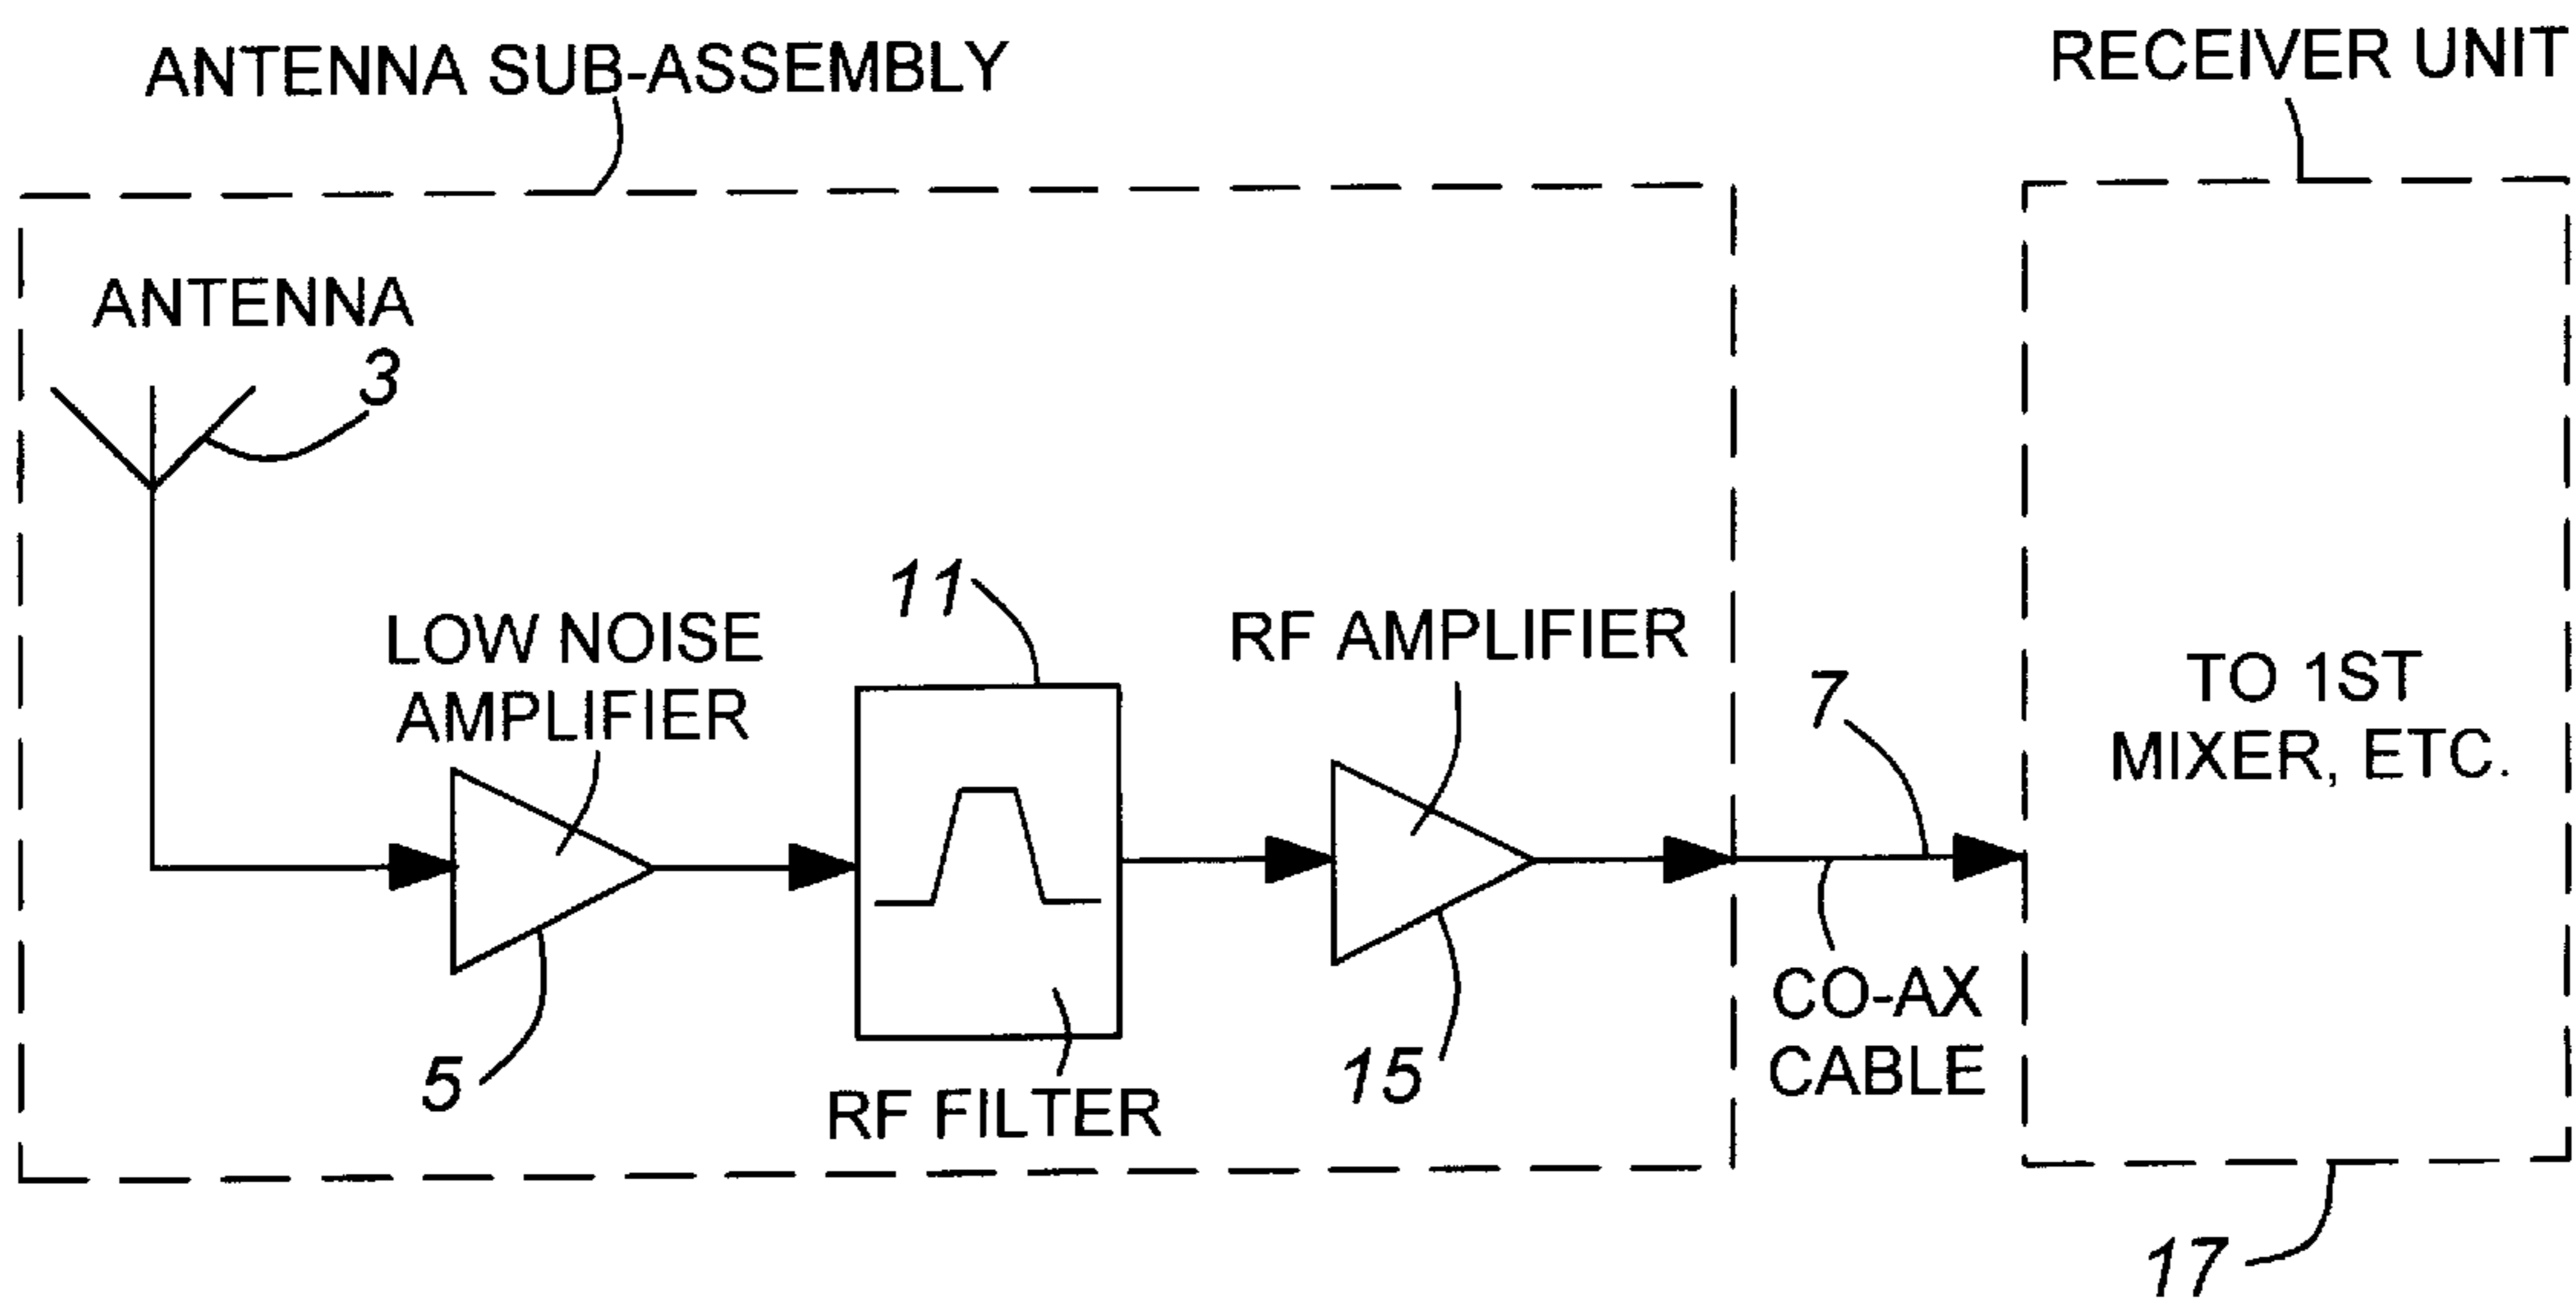 ANTENNA SUB-ASSEMBLY
RECEIVER UNIT
ANTENNA
3
LOW NOISE
AMPLIFIER
5
11
RF FILTER
RF AMPLIFIER
15
7
CO-AX
CABLE
TO 1ST
MIXER, ETC.
17